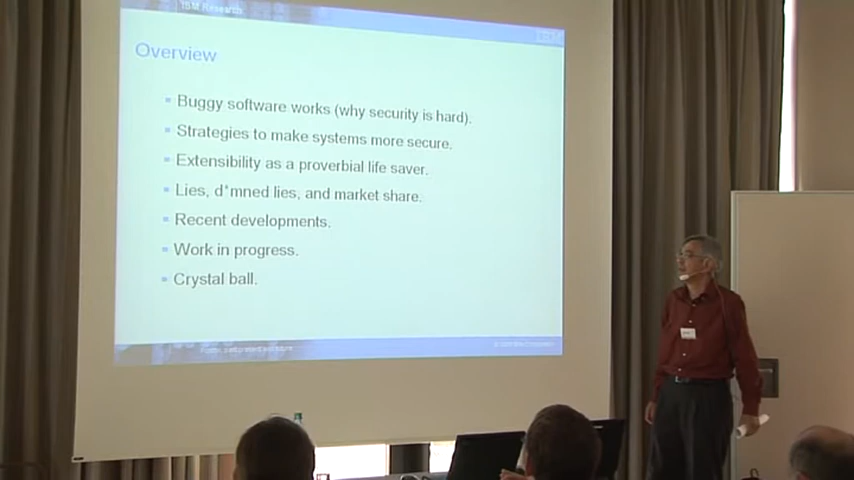 IBM Research
IBM
Overview
Buggy software works (why security is hard).
Strategies to make systems more secure.
Extensibility as a proverbial life saver.
Lies, d*mned lies, and market share.
Recent developments.
Work in progress.
Crystal ball.